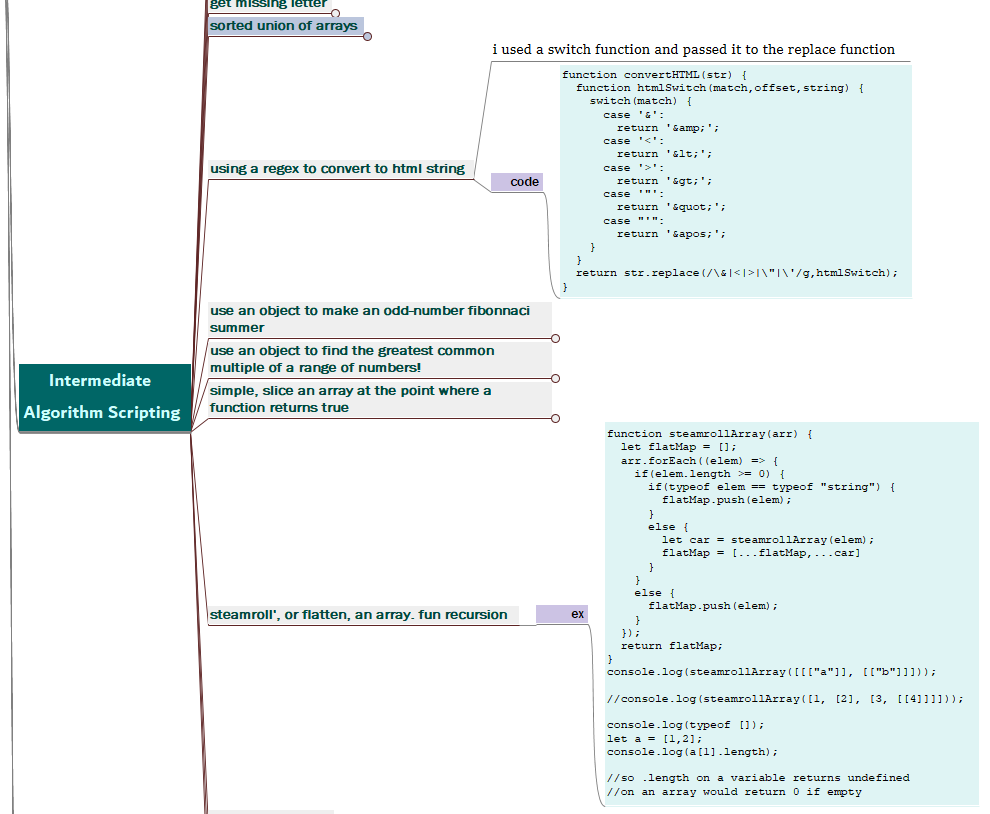 get missing letter
sorted union of arrays
i used a switch function and passed it to the replace function
function convertHTML(str) {
  function htmlSwitch(match,offset,string) {
    switch(match) {
      case '&':
        return '&amp;';
      case '<':
        return '&lt;';
      case '>':
        return '&gt;';
      case '"':
        return '&quot;';
      case "'":
        return '&apos;';
    }
  }
  return str.replace(/\&|<|>|\"|\'/g,htmlSwitch);
}
using a regex to convert to html string
code
use an object to make an odd-number fibonnaci
summer
use an object to find the greatest common
multiple of a range of numbers!
simple, slice an array at the point where a
function returns true
Intermediate
Algorithm Scripting
steamroll', or flatten, an array. fun recursion
ex
function steamrollArray(arr) {
  let flatMap = [];
  arr.forEach((elem) => {
    if(elem.length >= 0) {
      if(typeof elem == typeof "string") {
        flatMap.push(elem);
      }
      else {
        let car = steamrollArray(elem);
        flatMap = [...flatMap,...car]
      }
    }
    else {
      flatMap.push(elem);
    }
  });
  return flatMap;
}
console.log(steamrollArray([[["a"]], [["b"]]]));
//console.log(steamrollArray([1, [2], [3, [[4]]]]));
console.log(typeof []);
let a = [1,2];
console.log(a[1].length);
//so .length on a variable returns undefined
//on an array would return 0 if empty